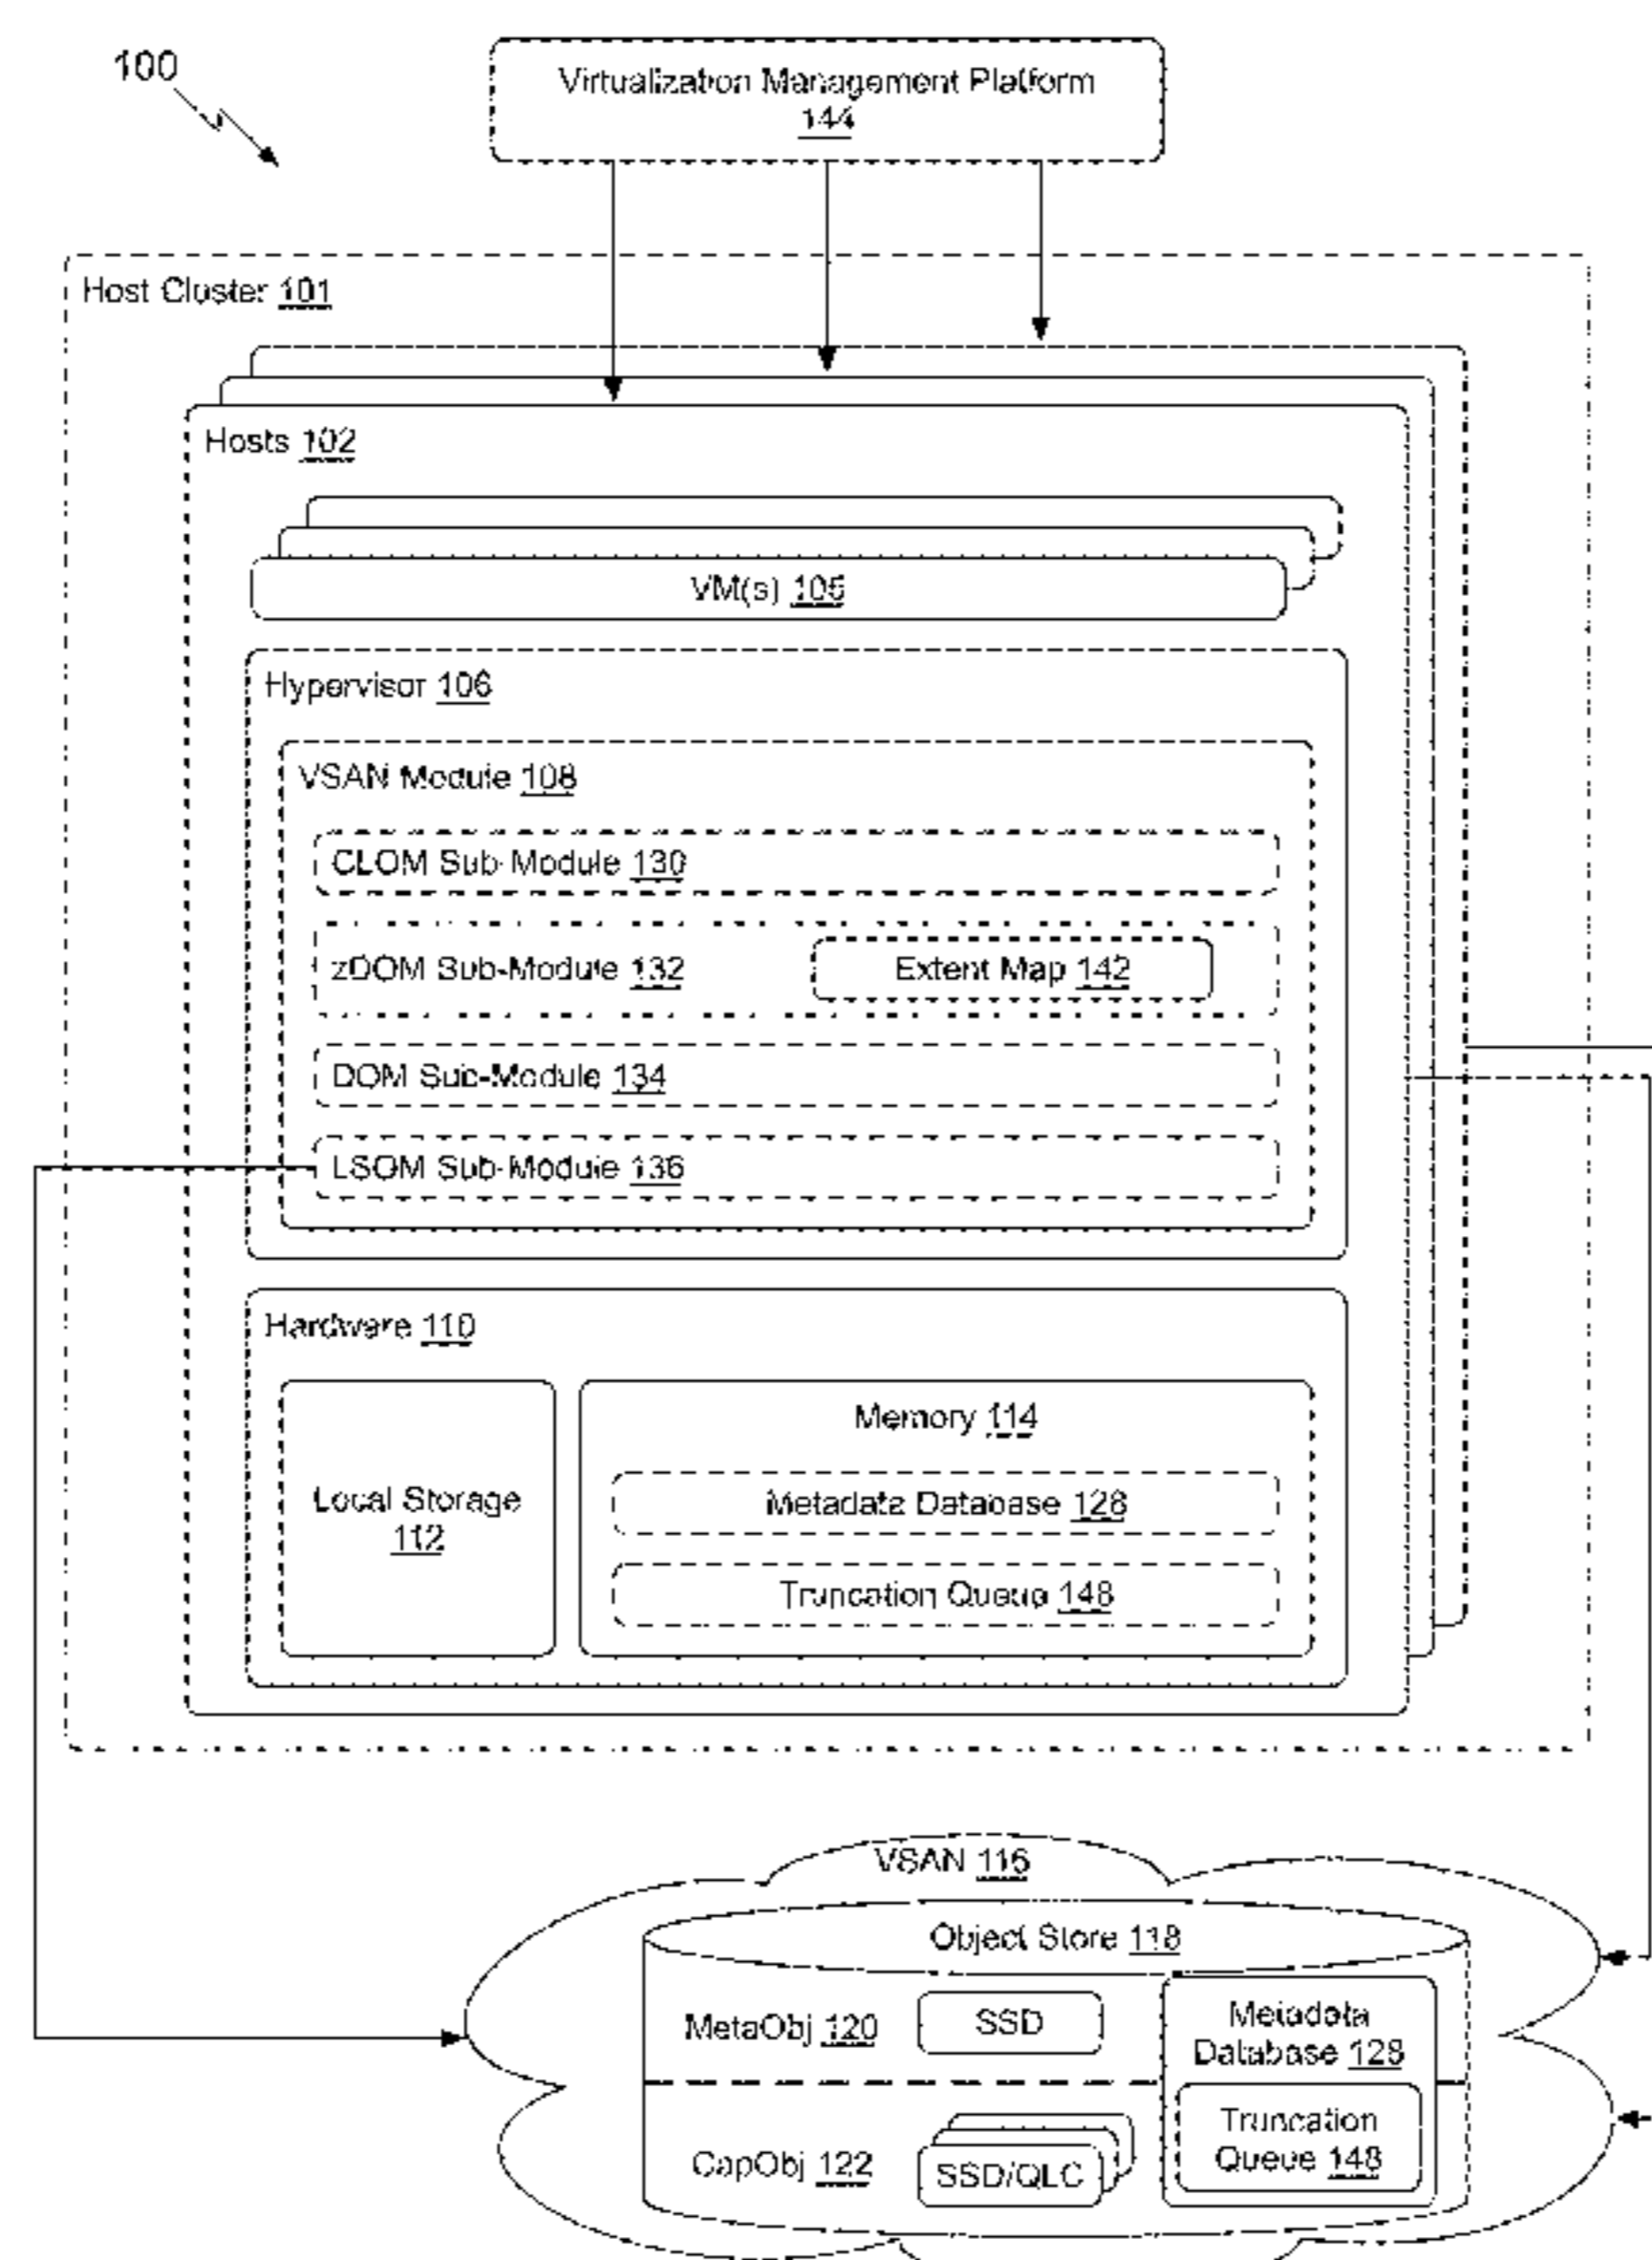 100
Virtualization Management Platform
144
Host Cluster 101
Hosts 102
VM(s) 105
Hypervisor 106
VSAN Module 108
CLOM Sub-Module 130
zDOM Sub-Module 132
Extent Map 142
DOM Sub-Module 134
LSOM Sub-Module 136
Hardware 110
Local Storage
112
Memory 114
Metadata Database 128
Truncation Queue 148
VSAN 116
Object Store 118
MetaObj 120
SSD
Metadata
Database 128
CapObj 122
SSD/QLC
Truncation
Queue 148